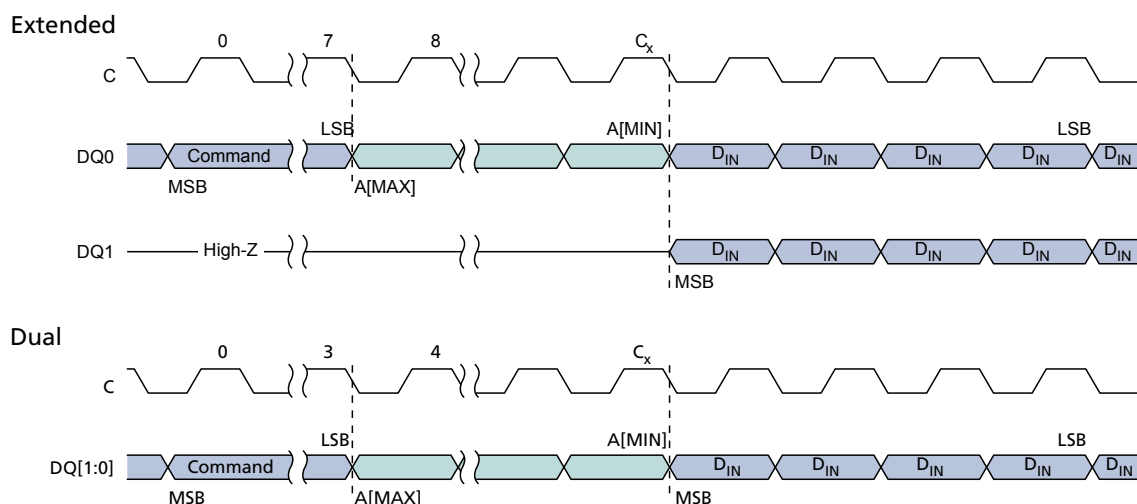 Extended
0 7 8 Cx
C
LSB A[MIN] LSB
DQ0 Command DIN DIN DIN DIN DIN
MSB A[MAX]
DQ1 High-Z DIN DIN DIN DIN DIN
MSB
Dual
0 3 4 Cx
C
LSB A[MIN] LSB
DQ[1:0] Command DIN DIN DIN DIN DIN
MSB A[MAX] MSB